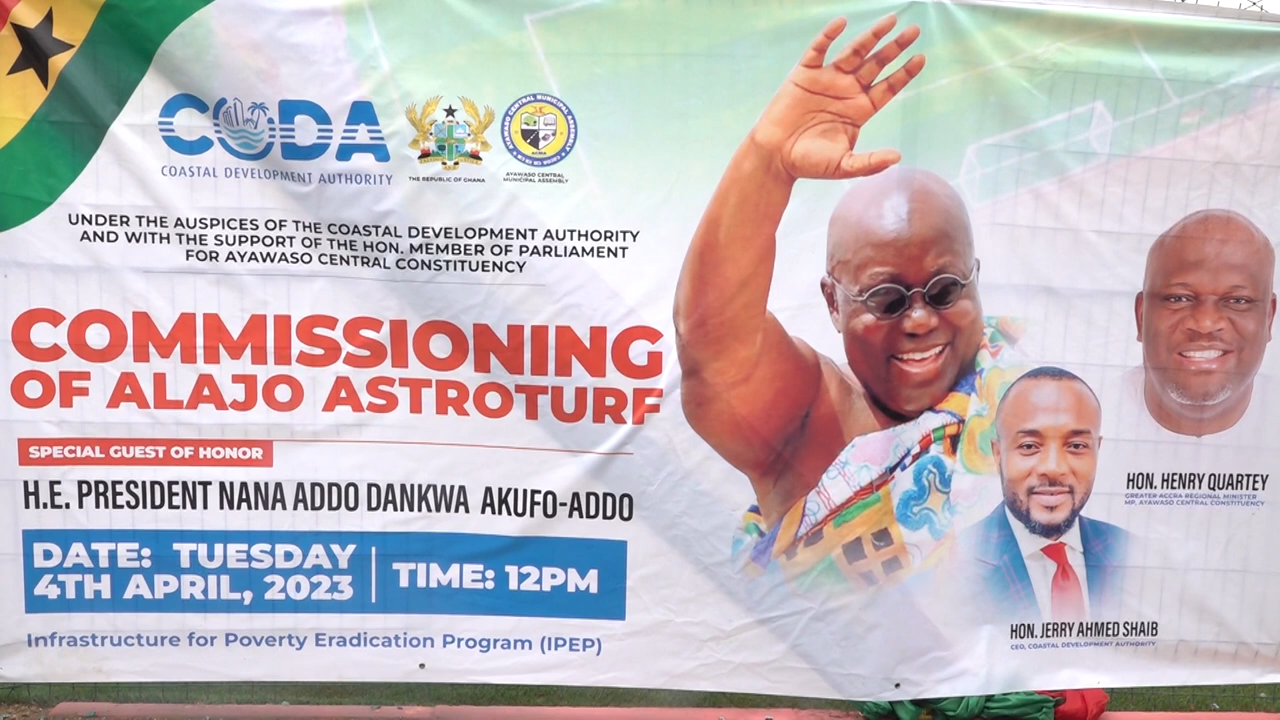 CODA
COASTAL DEVELOPMENT AUTHORITY
THE REPUBLIC OF GHANA
AYAWASO CENTRAL
MUNICIPAL ASSEMBLY
UNDER THE AUSPICES OF THE COASTAL DEVELOPMENT AUTHORITY
AND WITH THE SUPPORT OF THE HON. MEMBER OF PARLIAMENT
FOR AYAWASO CENTRAL CONSTITUENCY
COMMISSIONING
OF ALAJO ASTROTURF
SPECIAL GUEST OF HONOR
H.E. PRESIDENT NANA ADDO DANKWA AKUFO-ADDO
DATE: TUESDAY
4TH APRIL, 2023
TIME: 12PM
Infrastructure for Poverty Eradication Program (IPEP)
HON. HENRY QUARTEY
GREATER ACCRA REGIONAL MINISTER
MP, AYAWASO CENTRAL CONSTITUENCY
HON. JERRY AHMED SHAIB
CEO, COASTAL DEVELOPMENT AUTHORITY